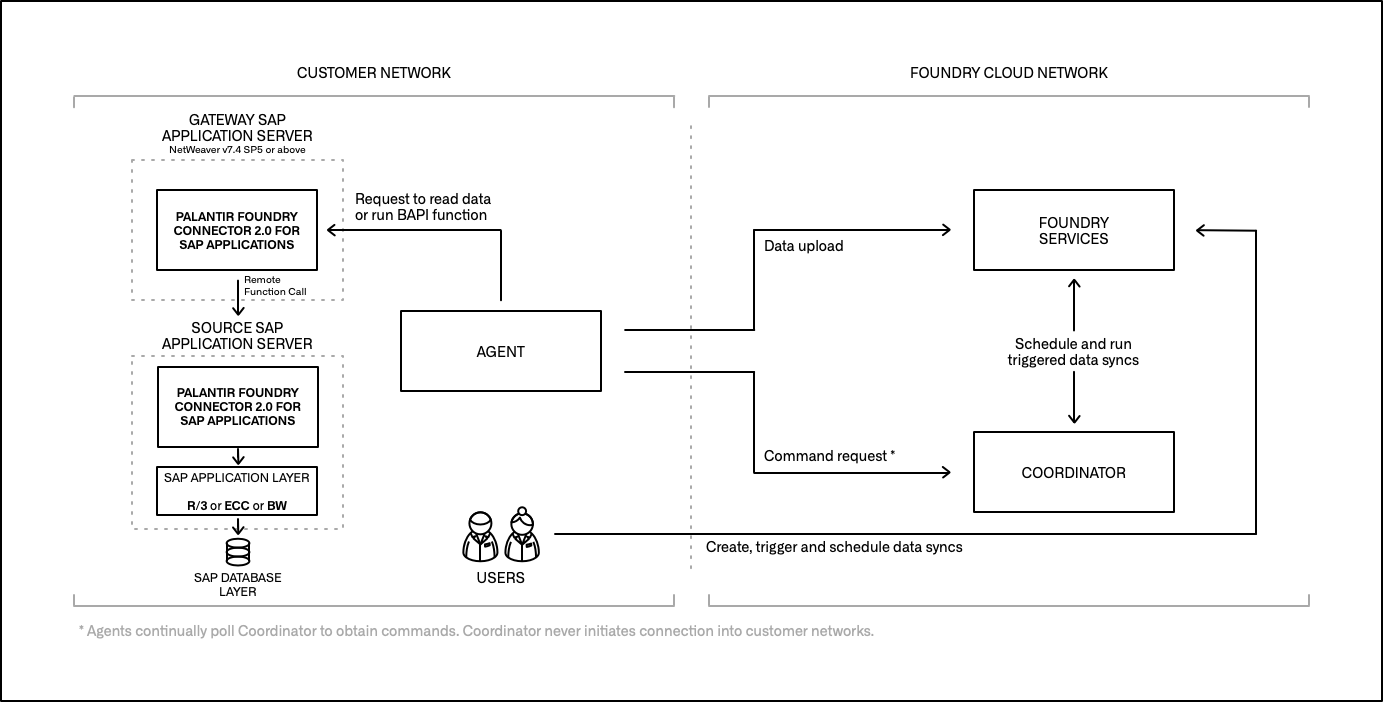 CUSTOMER NETWORK
FOUNDRY CLOUD NETWORK
GATEWAY SAP
APPLICATION SERVER
NetWeaver v7.4 SP5 or above
PALANTIR FOUNDRY
CONNECTOR 2.0 FOR
SAP APPLICATIONS
Request to read data
or run BAPI function
Remote
Function Call
SOURCE SAP
APPLICATION SERVER
PALANTIR FOUNDRY
CONNECTOR 2.0 FOR
SAP APPLICATIONS
SAP APPLICATION LAYER
R/3 or ECC or BW
SAP DATABASE
LAYER
AGENT
USERS
Data upload
Command request *
Create, trigger and schedule data syncs
FOUNDRY
SERVICES
Schedule and run
triggered data syncs
COORDINATOR
* Agents continually poll Coordinator to obtain commands. Coordinator never initiates connection into customer networks.